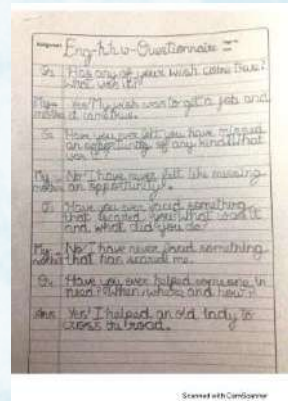 Eng-h.h.w-Questionnaire
Q1 Has any of your wish come true?
What was it?
My mother Yes! My wish was to get a job and
it came true.
Q2 Have you ever felt you have missed
an opportunity of any kind? What
was it?
My mother No! I have never felt like missing
an opportunity.
Q3 Have you ever faced something
that scared you? What was it
and what did you do?
My mother No! I have never faced something
that has scared me.
Q4 Have you ever helped someone in
need? When, where and how?
Ans Yes! I helped an old lady to
cross the road.
Scanned with CamScanner